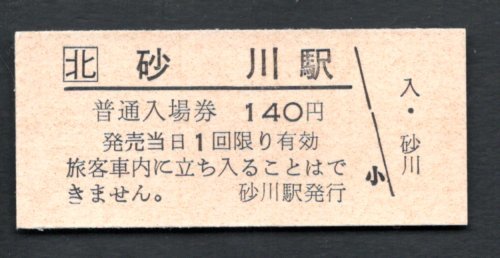 北 砂川駅
普通入場券 140円
発売当日1回限り有効
旅客車内に立ち入ることはで
きません。 砂川駅発行
小
入・砂川